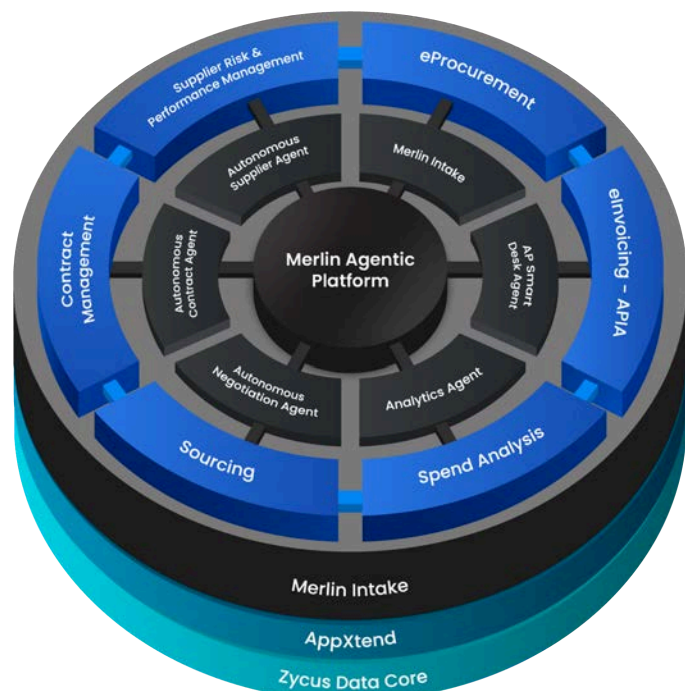 Supplier Risk &
Performance Management
eProcurement
Autonomous
Supplier Agent
Merlin Intake
Contract
Management
Autonomous
Contract Agent
Merlin Agentic
Platform
AP Smart
Desk Agent
eInvoicing - APIA
Autonomous
Negotiation Agent
Analytics Agent
Sourcing
Spend Analysis
Merlin Intake
AppXtend
Zycus Data Core